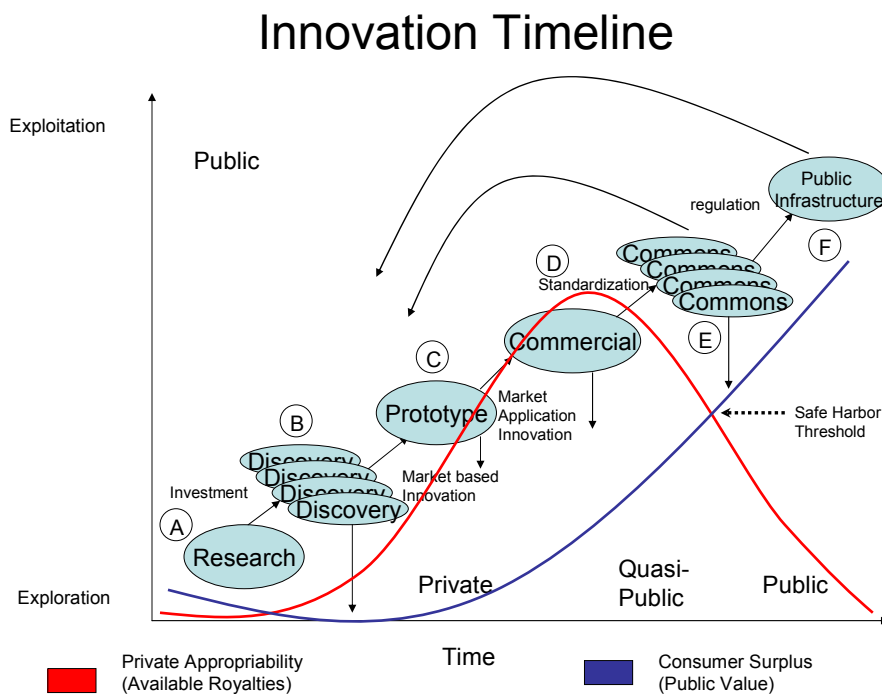 Innovation Timeline
Exploitation
Public
Public
Infrastructure
regulation
F
Commons
Commons
Commons
Commons
D
Standardization
E
Commercial
C
Prototype
Market
Application
Innovation
Safe Harbor
Threshold
B
Discovery
Discovery
Discovery
Discovery
Market based
Innovation
Investment
A
Research
Exploration
Private
Quasi-
Public
Public
Time
Private Appropriability
(Available Royalties)
Consumer Surplus
(Public Value)